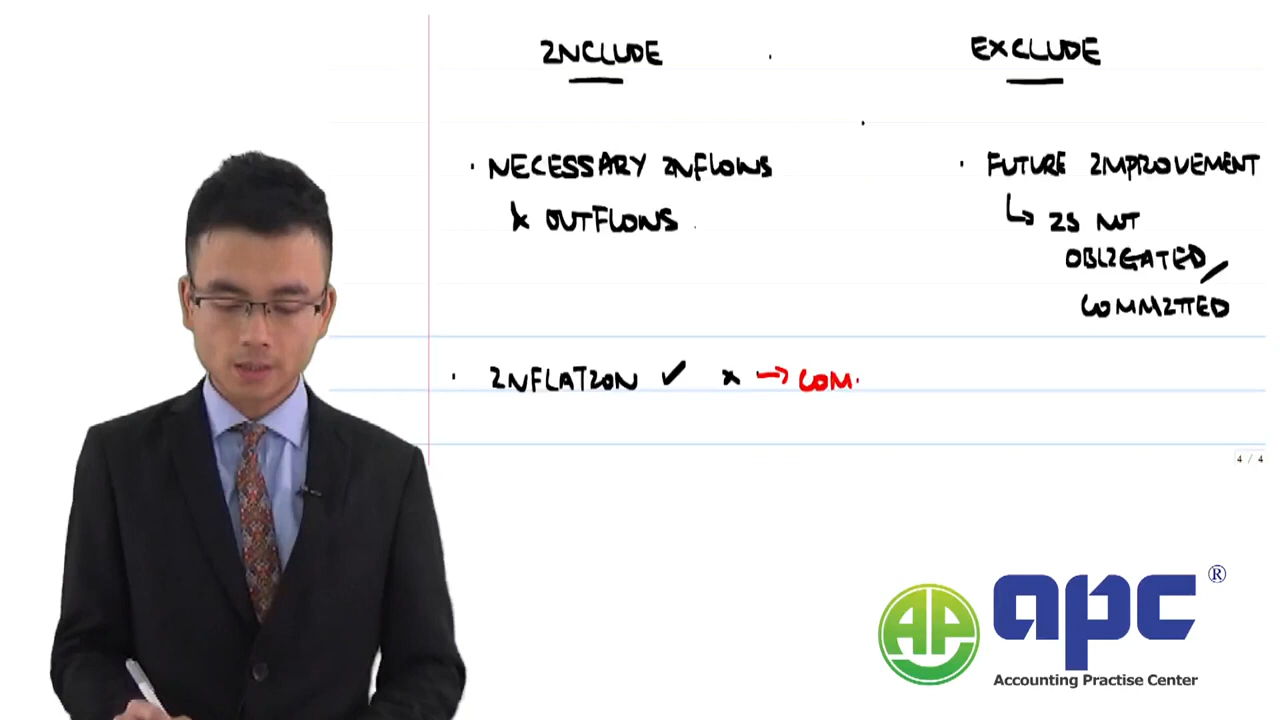 INCLUDE
EXCLUDE
· NECESSARY INFLOWS
& OUTFLOWS
· FUTURE IMPROVEMENT
↳ IS NOT
OBLIGATED/
COMMITTED
· INFLATION ✓ x → COM.
4 / 4
AP
apc®
Accounting Practise Center